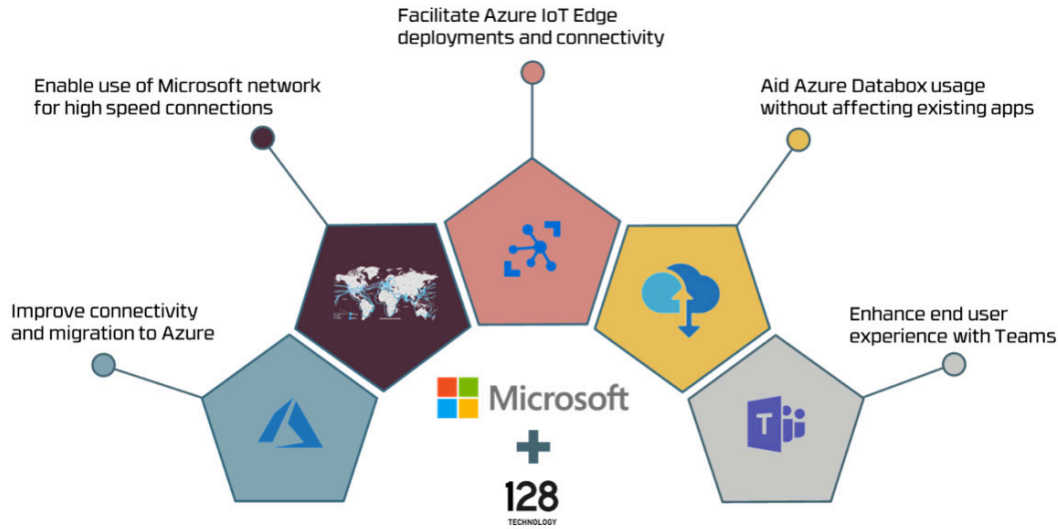 Facilitate Azure IoT Edge
deployments and connectivity
Enable use of Microsoft network
for high speed connections
Aid Azure Databox usage
without affecting existing apps
Improve connectivity
and migration to Azure
Enhance end user
experience with Teams
T
Microsoft
+
128
TECHNOLOGY